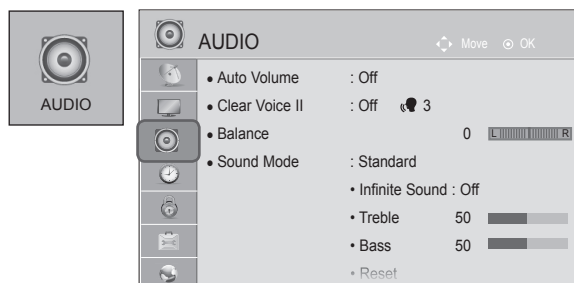 AUDIO
AUDIO
Move OK
• Auto Volume : Off
• Clear Voice II : Off 3
• Balance 0 L R
• Sound Mode : Standard
• Infinite Sound : Off
• Treble 50
• Bass 50
• Reset